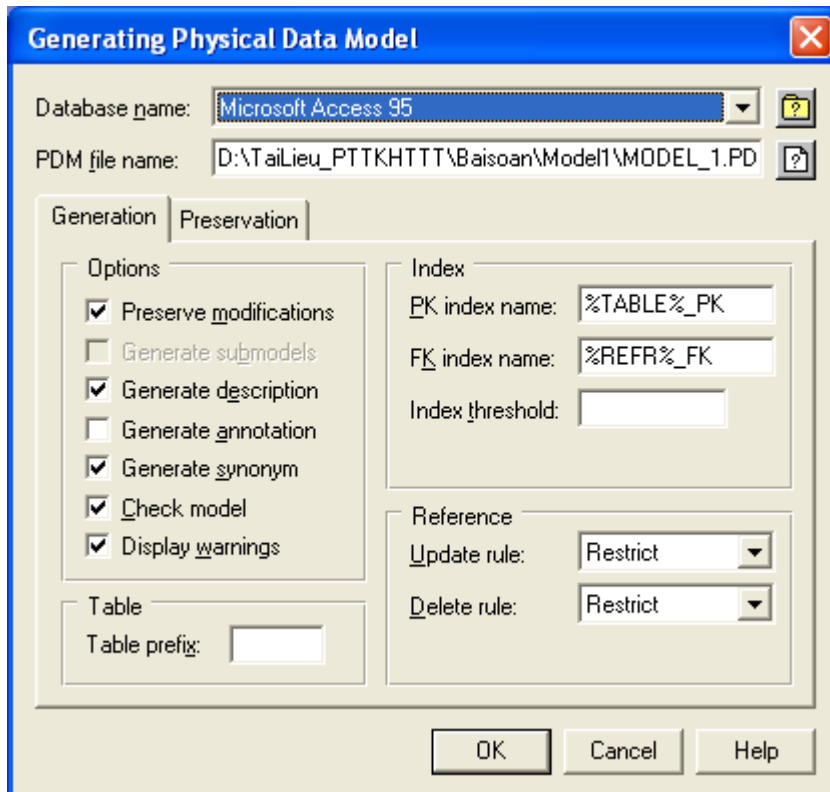 Generating Physical Data Model
Database name: Microsoft Access 95
PDM file name: D:\TaiLieu_PTTKHTTT\Baisoan\Model1\MODEL_1.PD
Generation Preservation
Options
Preserve modifications
Generate submodels
Generate description
Generate annotation
Generate synonym
Check model
Display warnings
Table
Table prefix:
Index
PK index name: %TABLE%_PK
FK index name: %REFR%_FK
Index threshold:
Reference
Update rule: Restrict
Delete rule: Restrict
OK Cancel Help